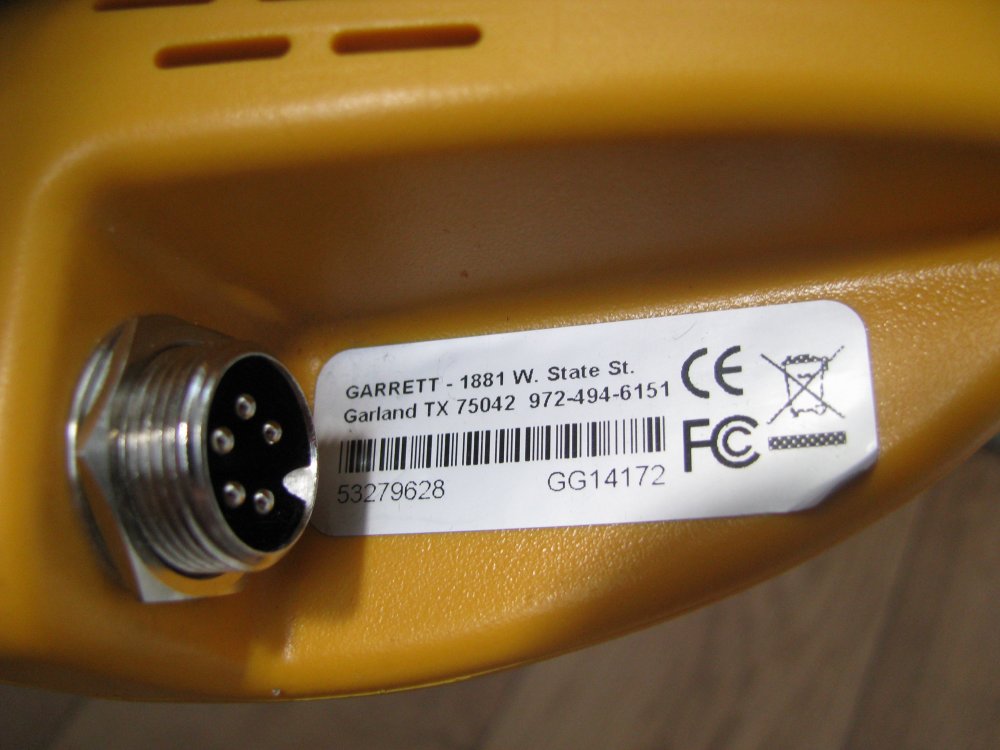 GARRETT - 1881 W. State St.
Garland TX 75042 972-494-6151
53279628 GG14172
CE
FC